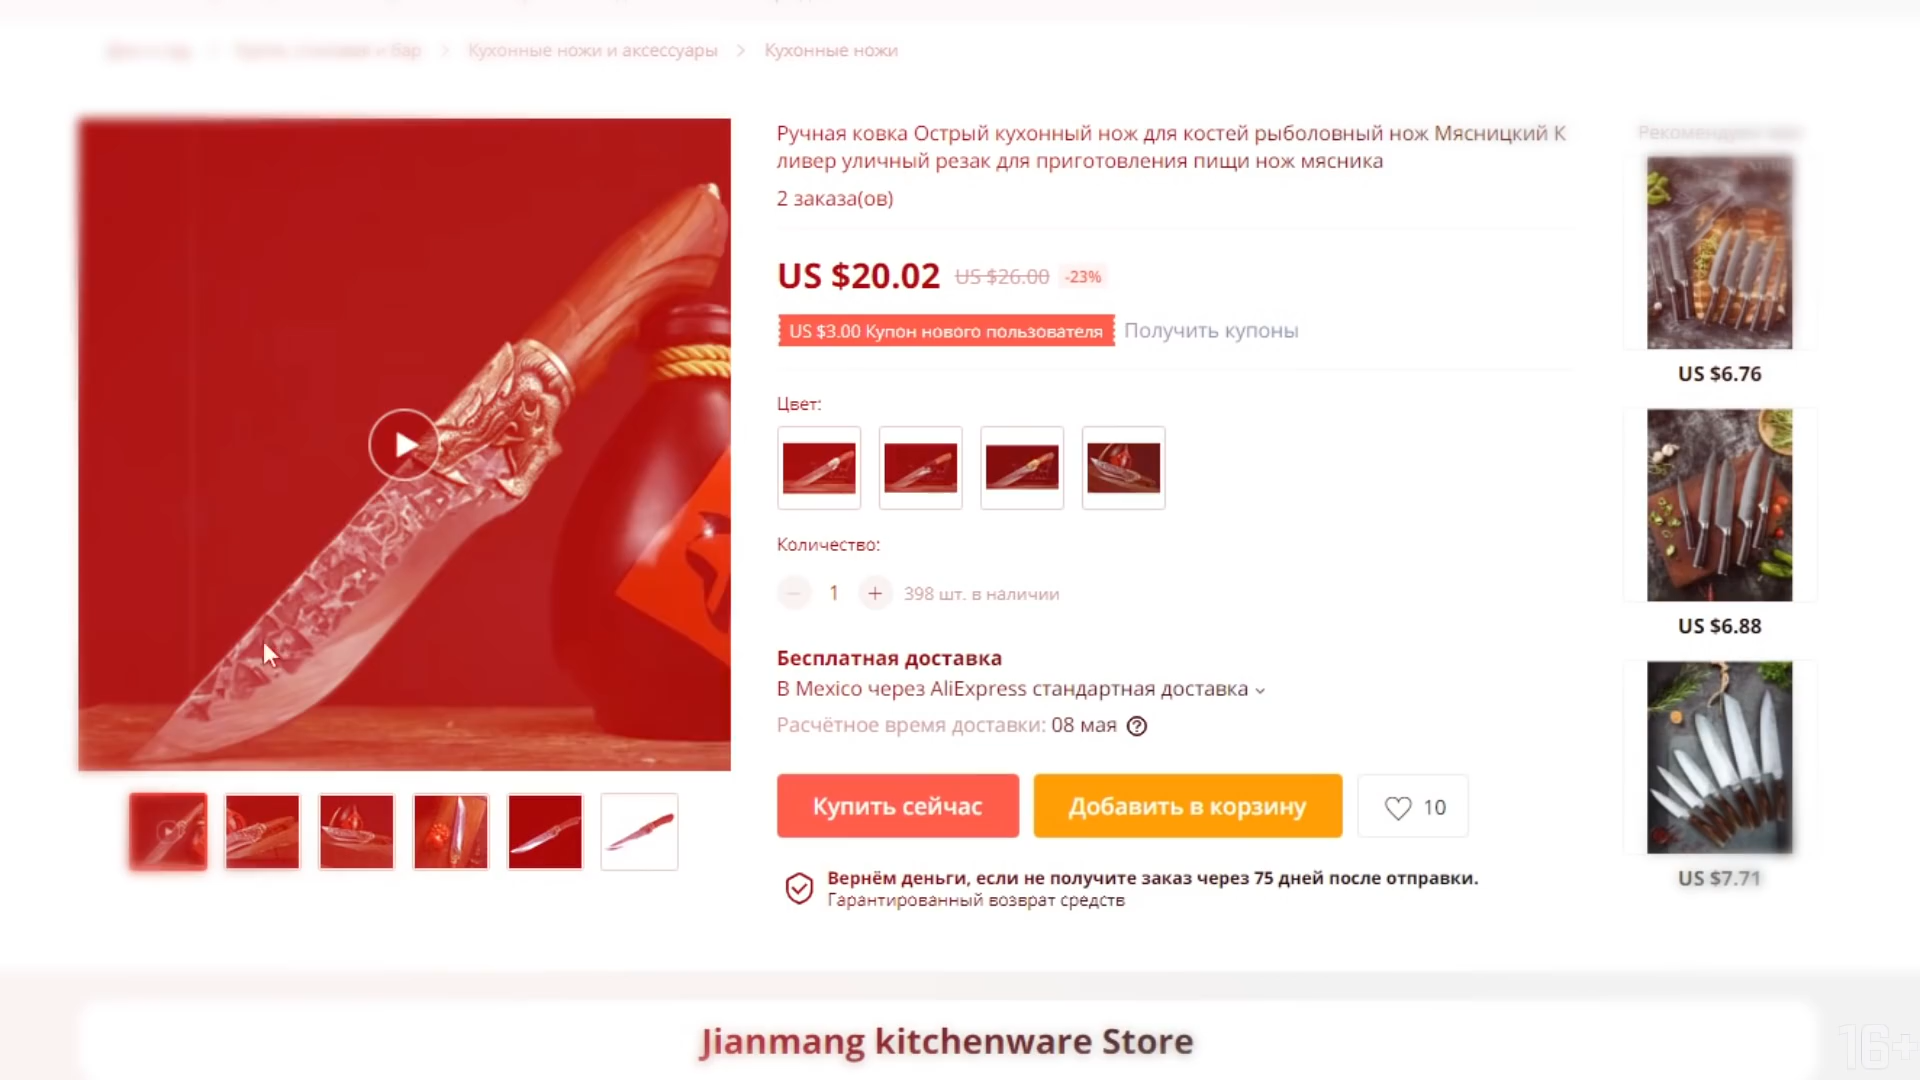 Кухонные ножи и аксессуары > Кухонные ножи
Ручная ковка Острый кухонный нож для костей рыболовный нож Мясницкий К
ливер уличный резак для приготовления пищи нож мясника
2 заказа(ов)
US $20.02 US $26.00 -23%
US $3.00 Купон нового пользователя Получить купоны
Цвет:
Количество:
1
398 шт. в наличии
Бесплатная доставка
В Mexico через AliExpress стандартная доставка
Расчётное время доставки: 08 мая
Купить сейчас
Добавить в корзину
10
Вернём деньги, если не получите заказ через 75 дней после отправки.
Гарантированный возврат средств
US $6.76
US $6.88
US $7.71
Jianmang kitchenware Store
16+